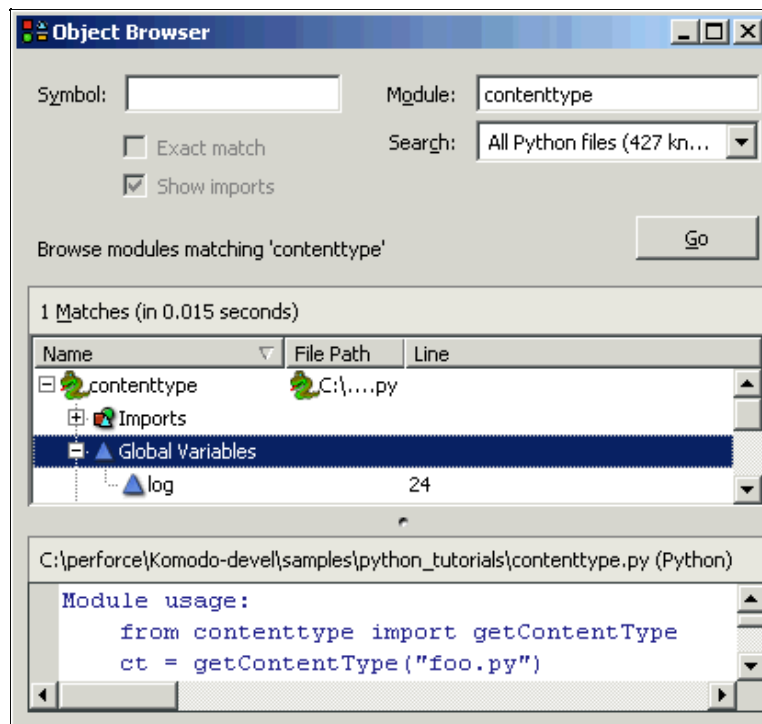 Object Browser
Symbol:
Module: contenttype
Exact match
Search: All Python files (427 kn...
Show imports
Browse modules matching 'contenttype'
Go
1 Matches (in 0.015 seconds)
Name File Path Line
contenttype C:\....py
Imports
Global Variables
log 24
C:\perforce\Komodo-devel\samples\python_tutorials\contenttype.py (Python)
Module usage:
from contenttype import getContentType
ct = getContentType("foo.py")